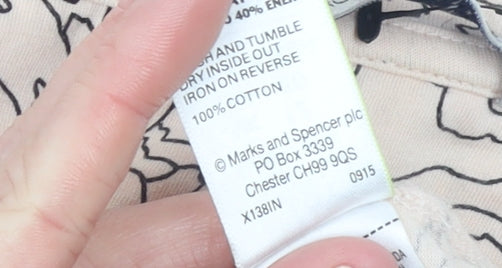 40% ENER
AND TUMBLE
DRY INSIDE OUT
IRON ON REVERSE
100% COTTON
© Marks and Spencer plc
PO Box 3339
Chester CH99 9QS
X138IN 0915